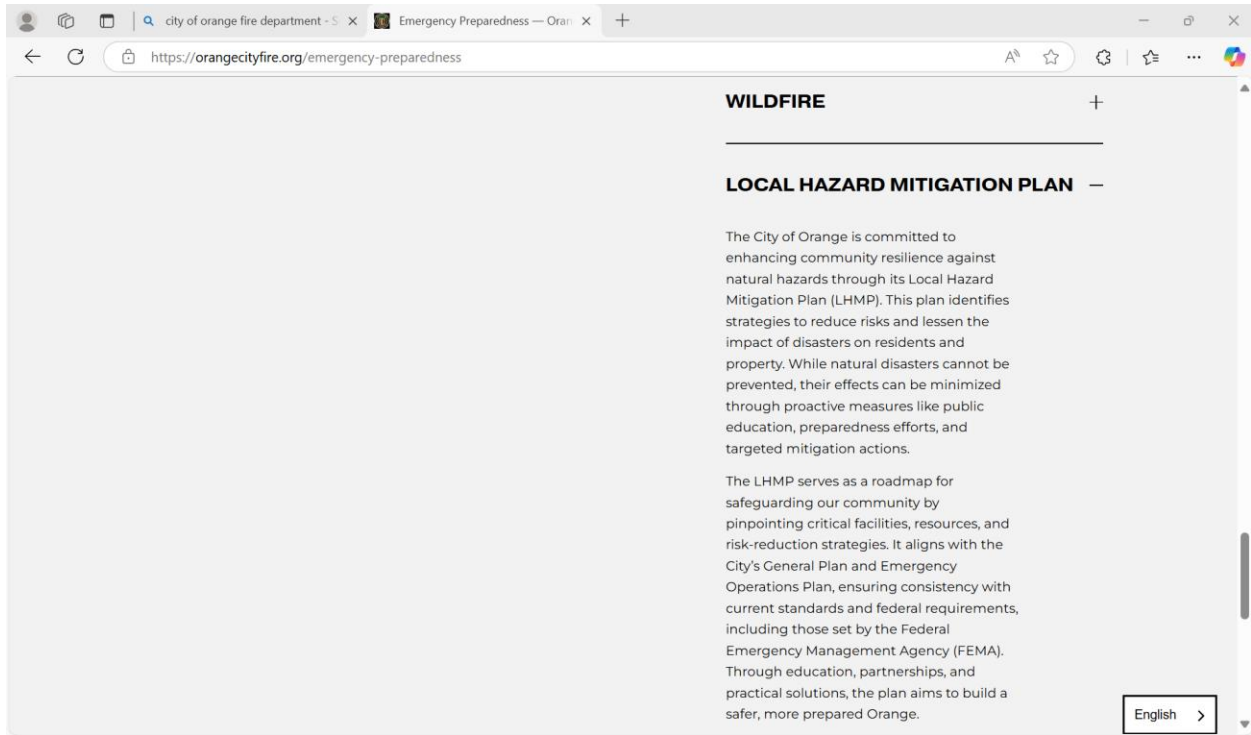 city of orange fire department - S
Emergency Preparedness — Oran
https://orangecityfire.org/emergency-preparedness
WILDFIRE +
LOCAL HAZARD MITIGATION PLAN —
The City of Orange is committed to
enhancing community resilience against
natural hazards through its Local Hazard
Mitigation Plan (LHMP). This plan identifies
strategies to reduce risks and lessen the
impact of disasters on residents and
property. While natural disasters cannot be
prevented, their effects can be minimized
through proactive measures like public
education, preparedness efforts, and
targeted mitigation actions.
The LHMP serves as a roadmap for
safeguarding our community by
pinpointing critical facilities, resources, and
risk-reduction strategies. It aligns with the
City’s General Plan and Emergency
Operations Plan, ensuring consistency with
current standards and federal requirements,
including those set by the Federal
Emergency Management Agency (FEMA).
Through education, partnerships, and
practical solutions, the plan aims to build a
safer, more prepared Orange.
English